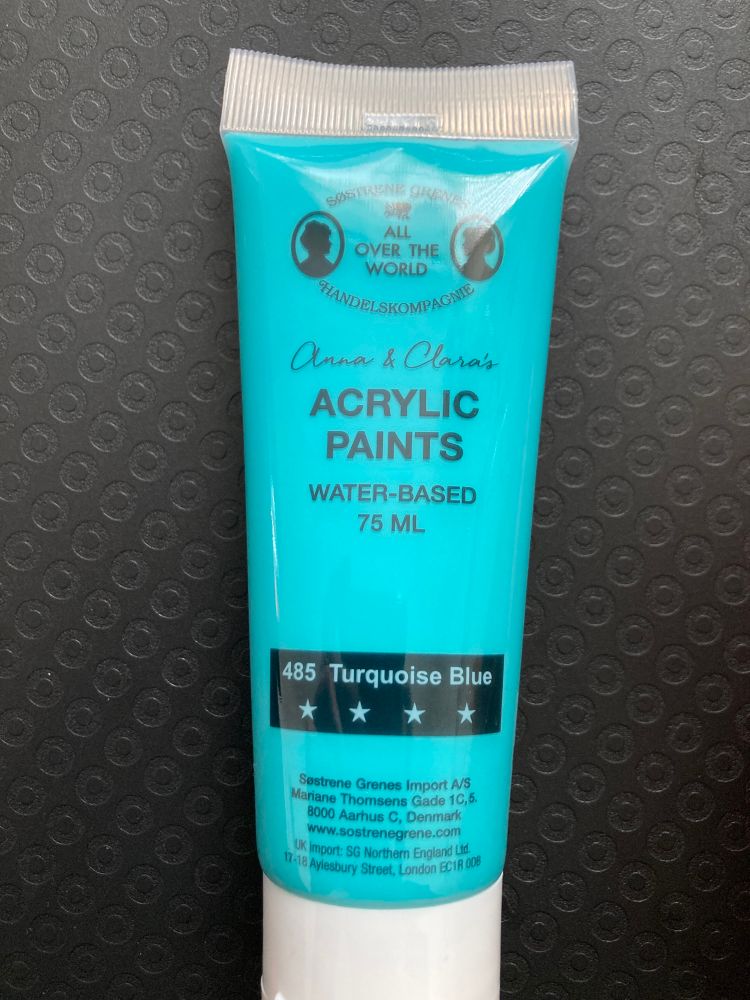 SØSTRENE GRENES
ALL
OVER THE
WORLD
HANDELSKOMPAGNIE
Anna & Clara's
ACRYLIC
PAINTS
WATER-BASED
75 ML
485 Turquoise Blue
Søstrene Grenes Import A/S
Mariane Thomsens Gade 1C,5.
8000 Aarhus C, Denmark
www.sostrenegrene.com
UK Import: SG Northern England Ltd.
17-18 Aylesbury Street, London EC1R 0DB